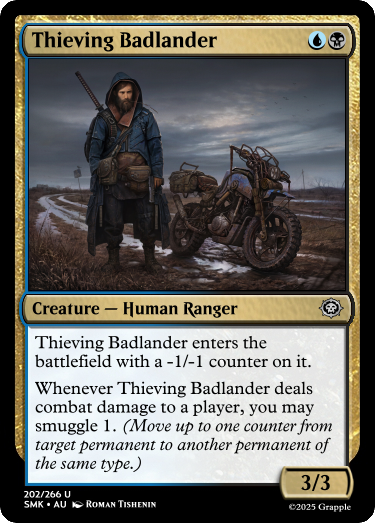 Thieving Badlander
Creature — Human Ranger
Thieving Badlander enters the
battlefield with a -1/-1 counter on it.
Whenever Thieving Badlander deals
combat damage to a player, you may
smuggle 1. (Move up to one counter from
target permanent to another permanent of
the same type.)
3/3
202/266 U
SMK • AU Roman Tishenin
©2025 Grapple